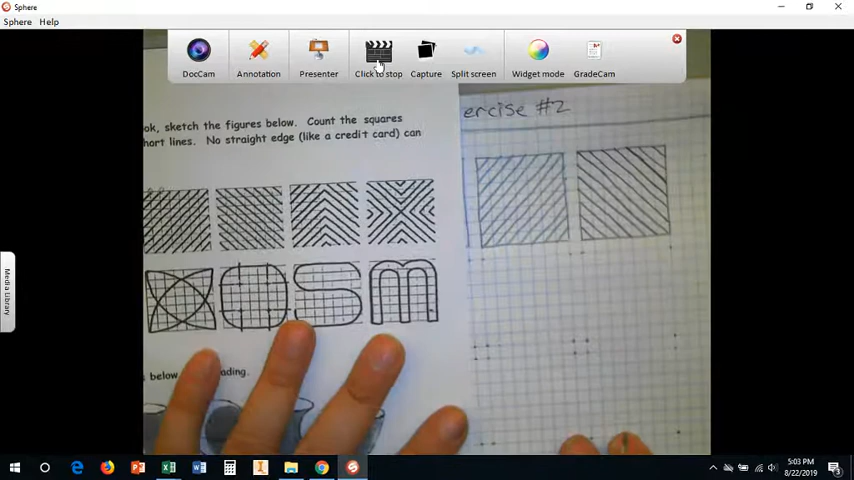 Sphere
Sphere Help
DocCam
Annotation
Presenter
Click to stop
Capture
Split screen
Widget mode
GradeCam
ok, sketch the figures below. Count the squares
hort lines. No straight edge (like a credit card) can
ercise #2
below.
ading.
Media Library
5:03 PM
8/22/2019